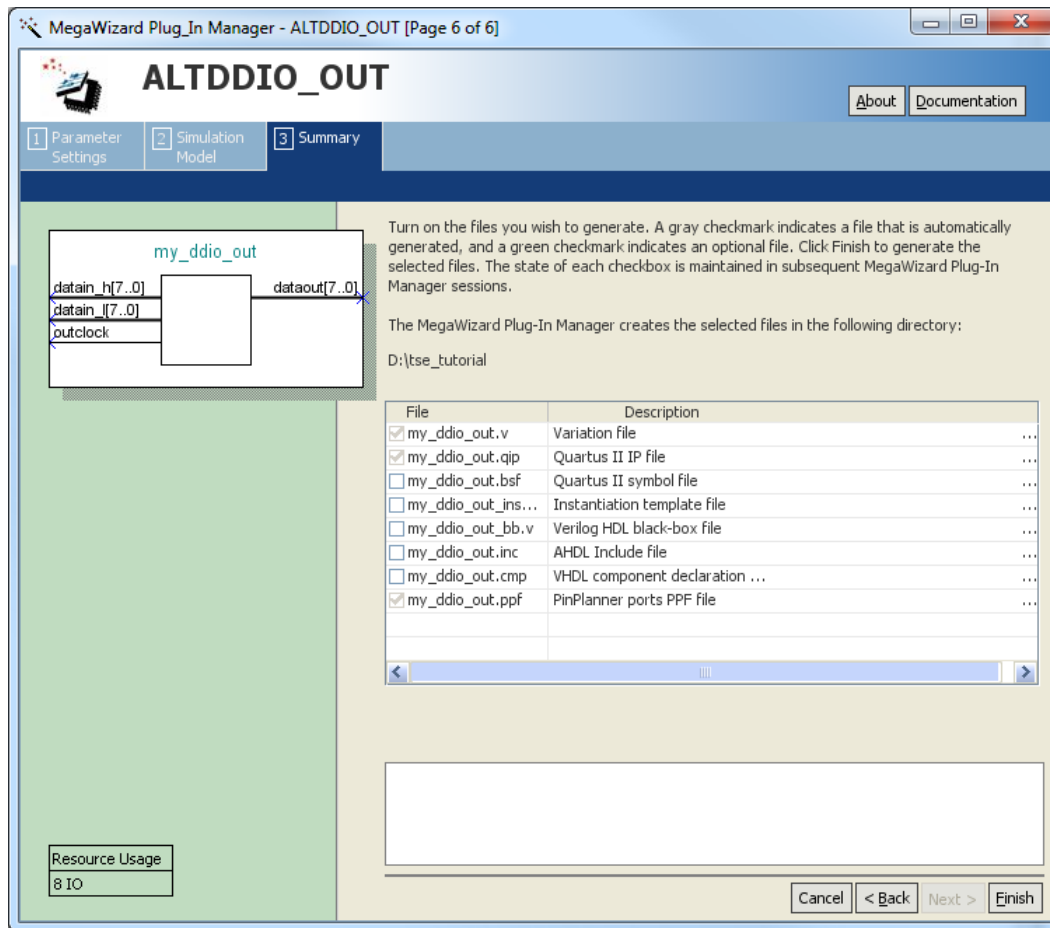 MegaWizard Plug_In Manager - ALTDDIO_OUT [Page 6 of 6]
ALTDDIO_OUT
About Documentation
1 Parameter Settings
2 Simulation Model
3 Summary
my_ddio_out
datain_h[7..0] dataout[7..0]
datain_l[7..0]
outclock
Turn on the files you wish to generate. A gray checkmark indicates a file that is automatically
generated, and a green checkmark indicates an optional file. Click Finish to generate the
selected files. The state of each checkbox is maintained in subsequent MegaWizard Plug-In
Manager sessions.
The MegaWizard Plug-In Manager creates the selected files in the following directory:
D:\tse_tutorial
File Description
my_ddio_out.v Variation file ...
my_ddio_out.qip Quartus II IP file ...
my_ddio_out.bsf Quartus II symbol file ...
my_ddio_out_ins... Instantiation template file ...
my_ddio_out_bb.v Verilog HDL black-box file ...
my_ddio_out.inc AHDL Include file ...
my_ddio_out.cmp VHDL component declaration ... ...
my_ddio_out.ppf PinPlanner ports PPF file ...
Resource Usage
8 IO
Cancel < Back Next > Finish